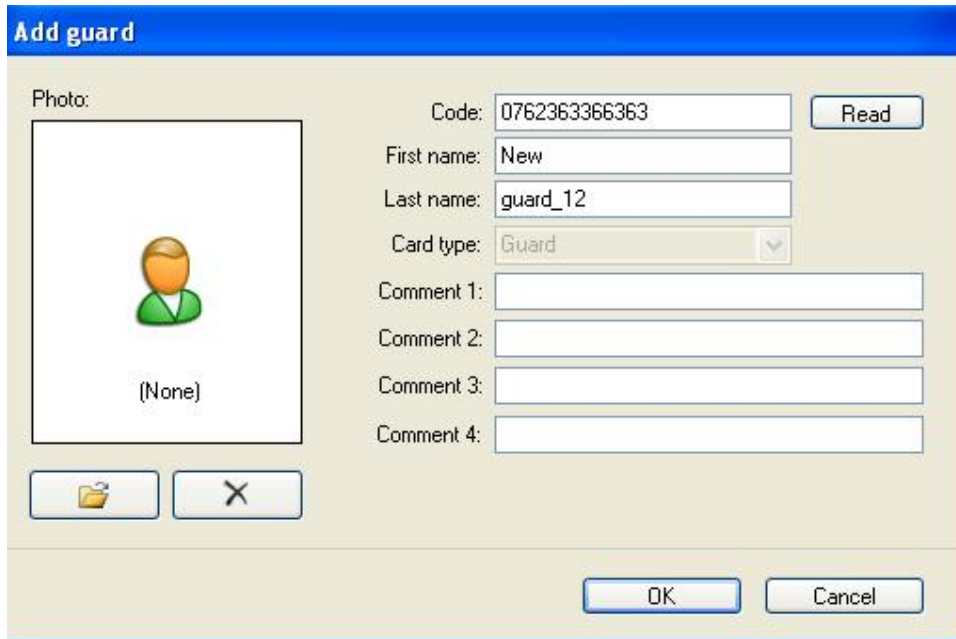 Add guard
Photo:
(None)
Code: 0762363366363 Read
First name: New
Last name: guard_12
Card type: Guard
Comment 1:
Comment 2:
Comment 3:
Comment 4:
OK Cancel